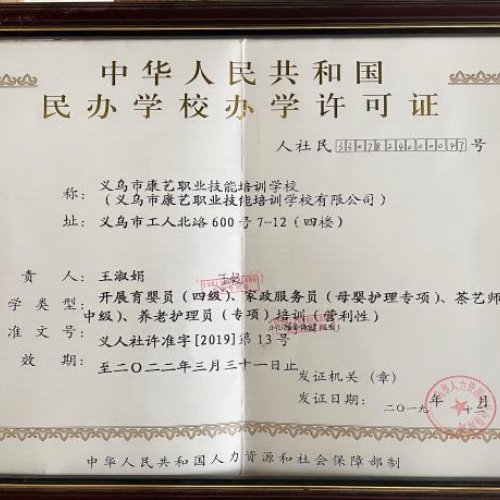 中华人民共和国
民办学校办学许可证
人社民 3307824000047 号
称：义乌市康艺职业技能培训学校
（义乌市康艺职业技能培训学校有限公司）
址：义乌市工人北路600号7-12（四楼）
责人：王淑娟
学类型：开展育婴员（四级）、家政服务员（母婴护理专项）、茶艺师
中级）、养老护理员（专项）培训（营利性）
准文号：义人社许准字[2019]第13号
效期：至二〇二二年三月三十一日止
发证机关（章）
发证日期：二〇一九年十二月
中华人民共和国人力资源和社会保障部制